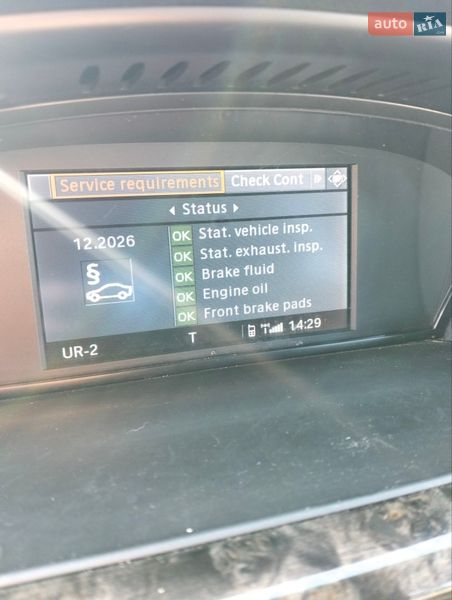 auto RIA
Service requirements Check Cont
Status
12.2026
§
OK Stat. vehicle insp.
OK Stat. exhaust. insp.
OK Brake fluid
OK Engine oil
OK Front brake pads
UR-2 T 14:29